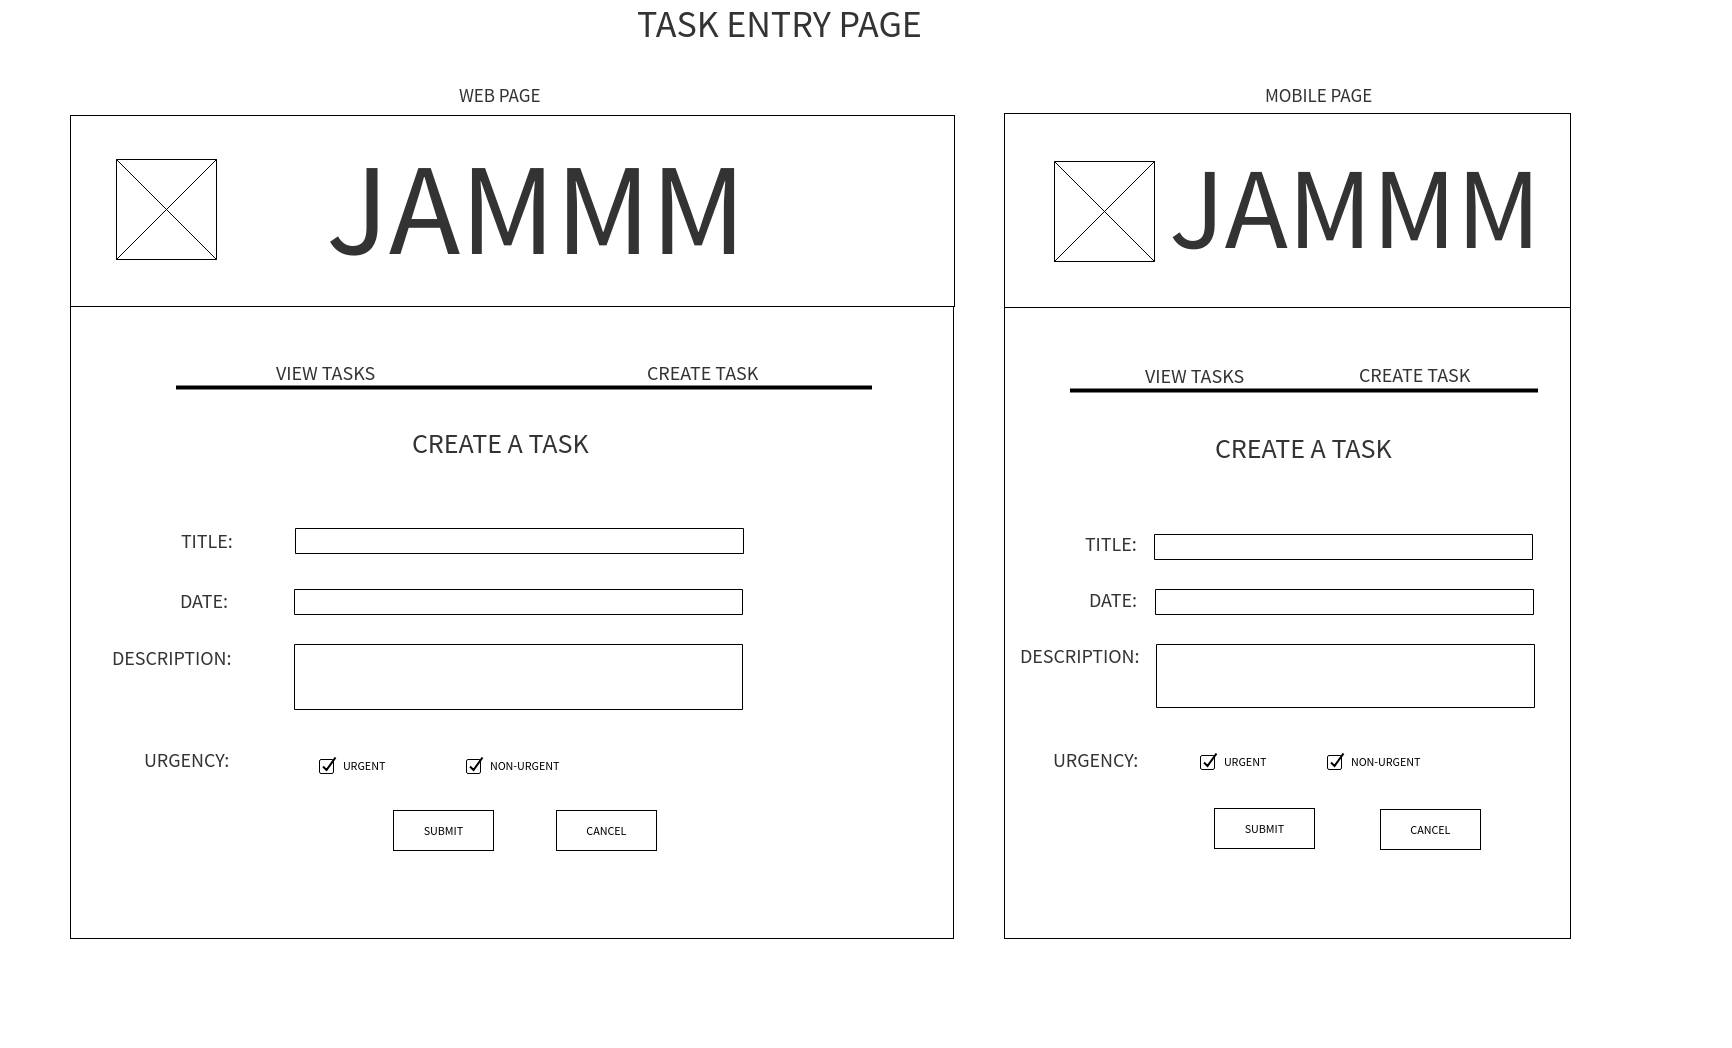 TASK ENTRY PAGE
WEB PAGE
JAMMM
VIEW TASKS CREATE TASK
CREATE A TASK
TITLE:
DATE:
DESCRIPTION:
URGENCY: URGENT NON-URGENT
SUBMIT CANCEL
MOBILE PAGE
JAMMM
VIEW TASKS CREATE TASK
CREATE A TASK
TITLE:
DATE:
DESCRIPTION:
URGENCY: URGENT NON-URGENT
SUBMIT CANCEL